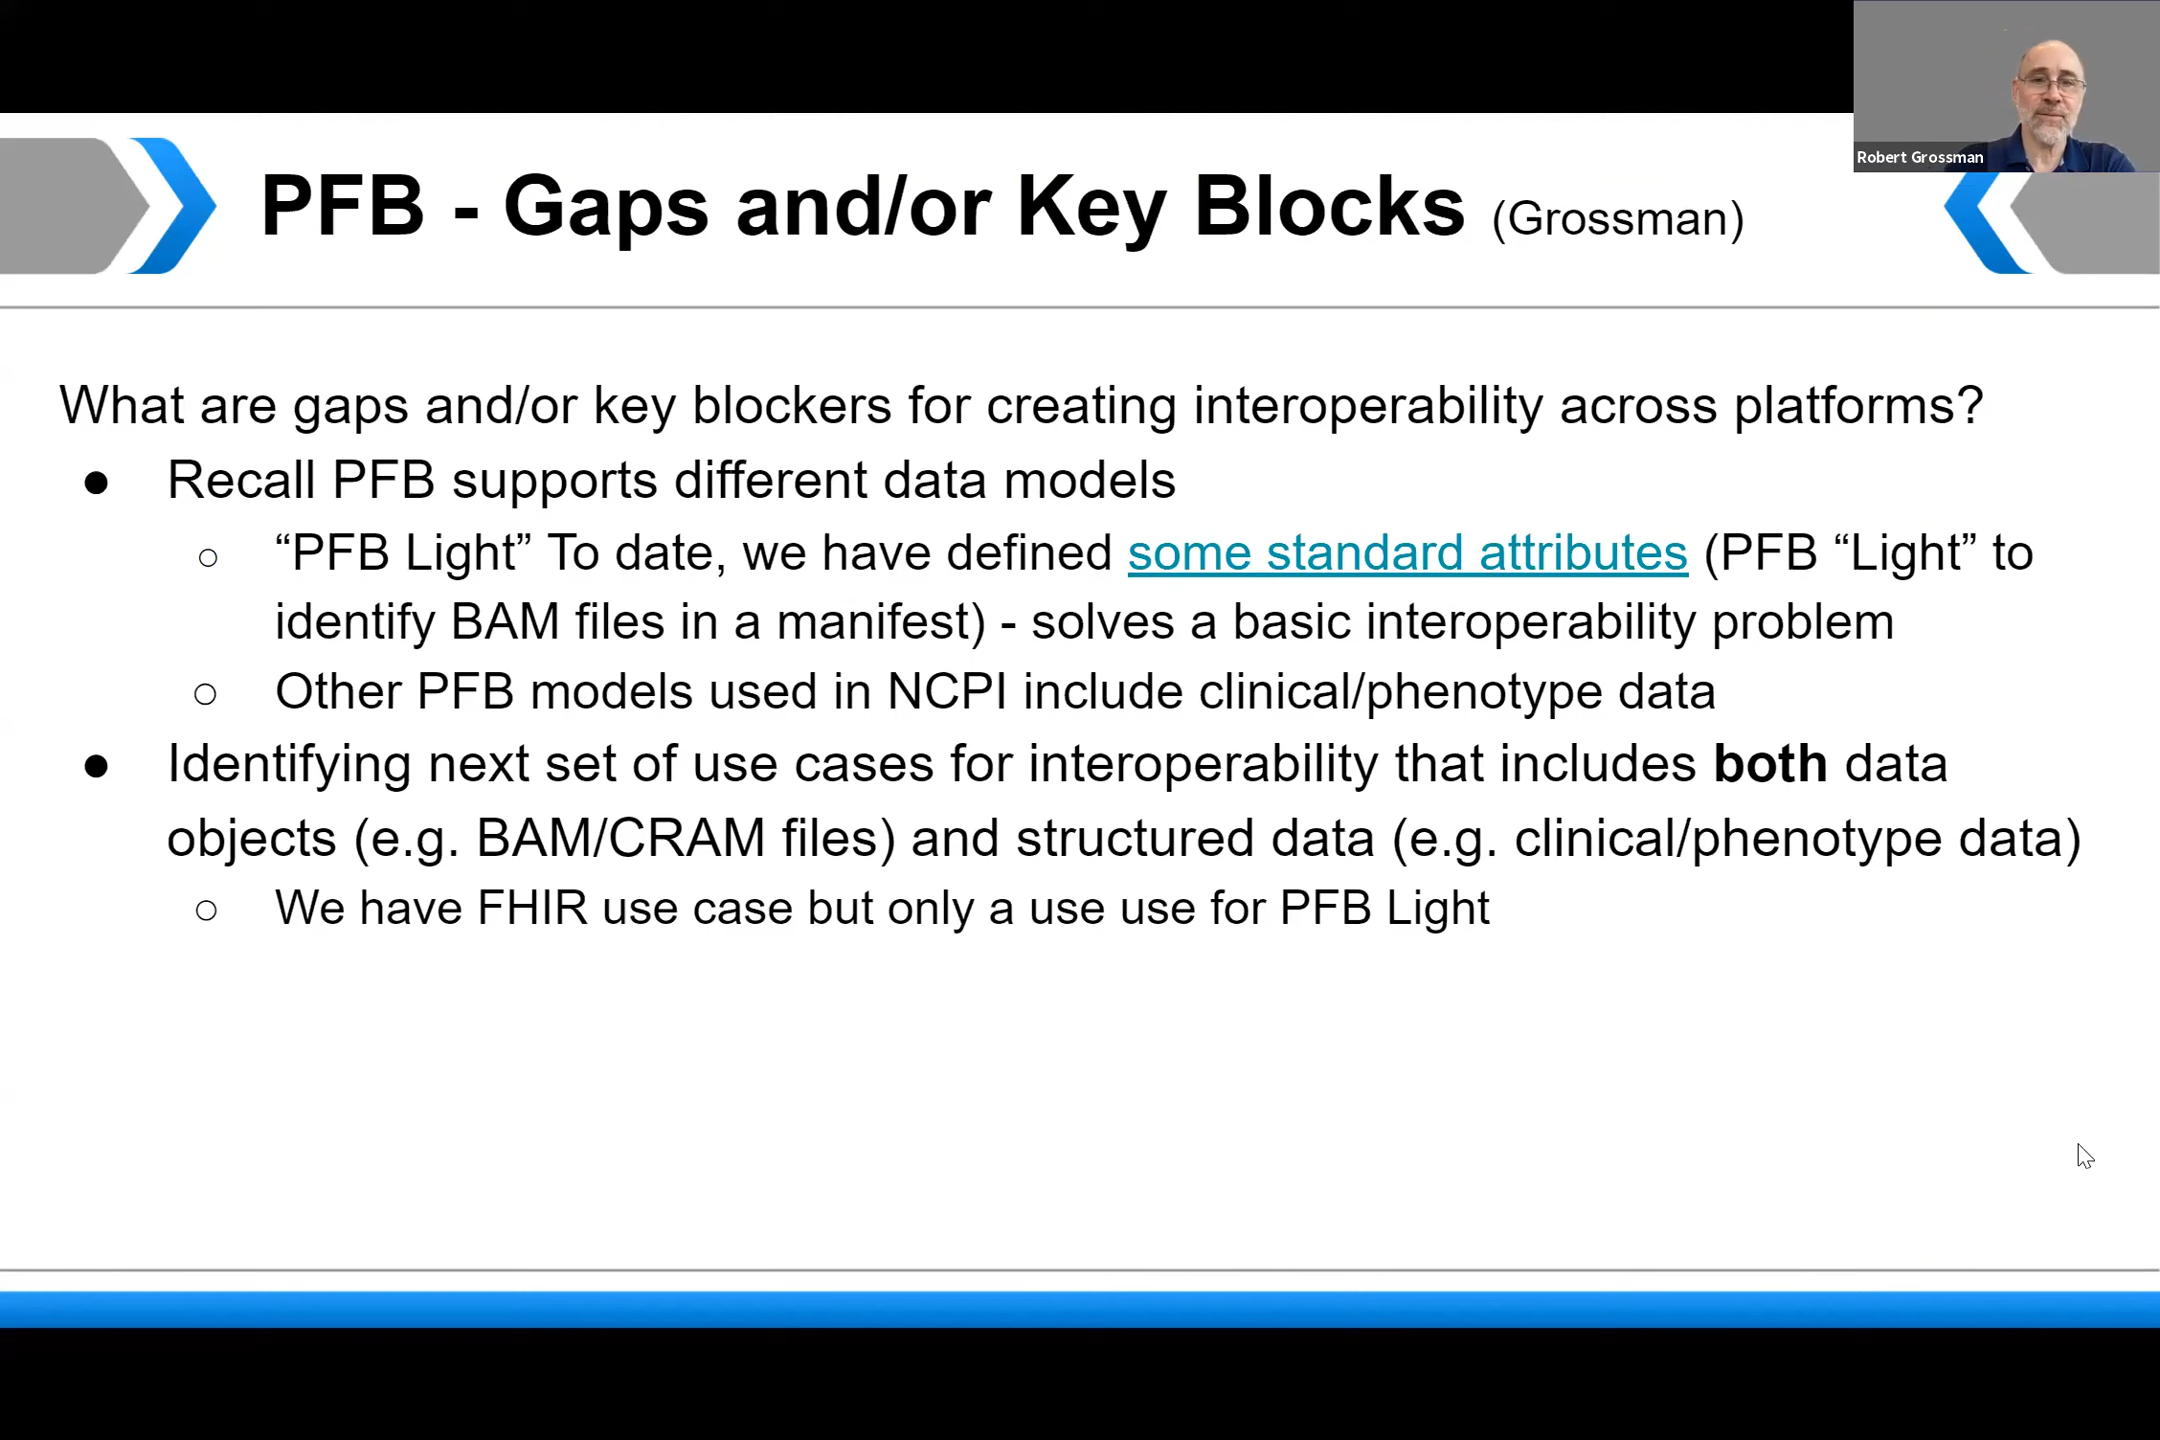 Robert Grossman
PFB - Gaps and/or Key Blocks (Grossman)
What are gaps and/or key blockers for creating interoperability across platforms?
● Recall PFB supports different data models
○ “PFB Light” To date, we have defined some standard attributes (PFB “Light” to
identify BAM files in a manifest) - solves a basic interoperability problem
○ Other PFB models used in NCPI include clinical/phenotype data
● Identifying next set of use cases for interoperability that includes both data
objects (e.g. BAM/CRAM files) and structured data (e.g. clinical/phenotype data)
○ We have FHIR use case but only a use use for PFB Light